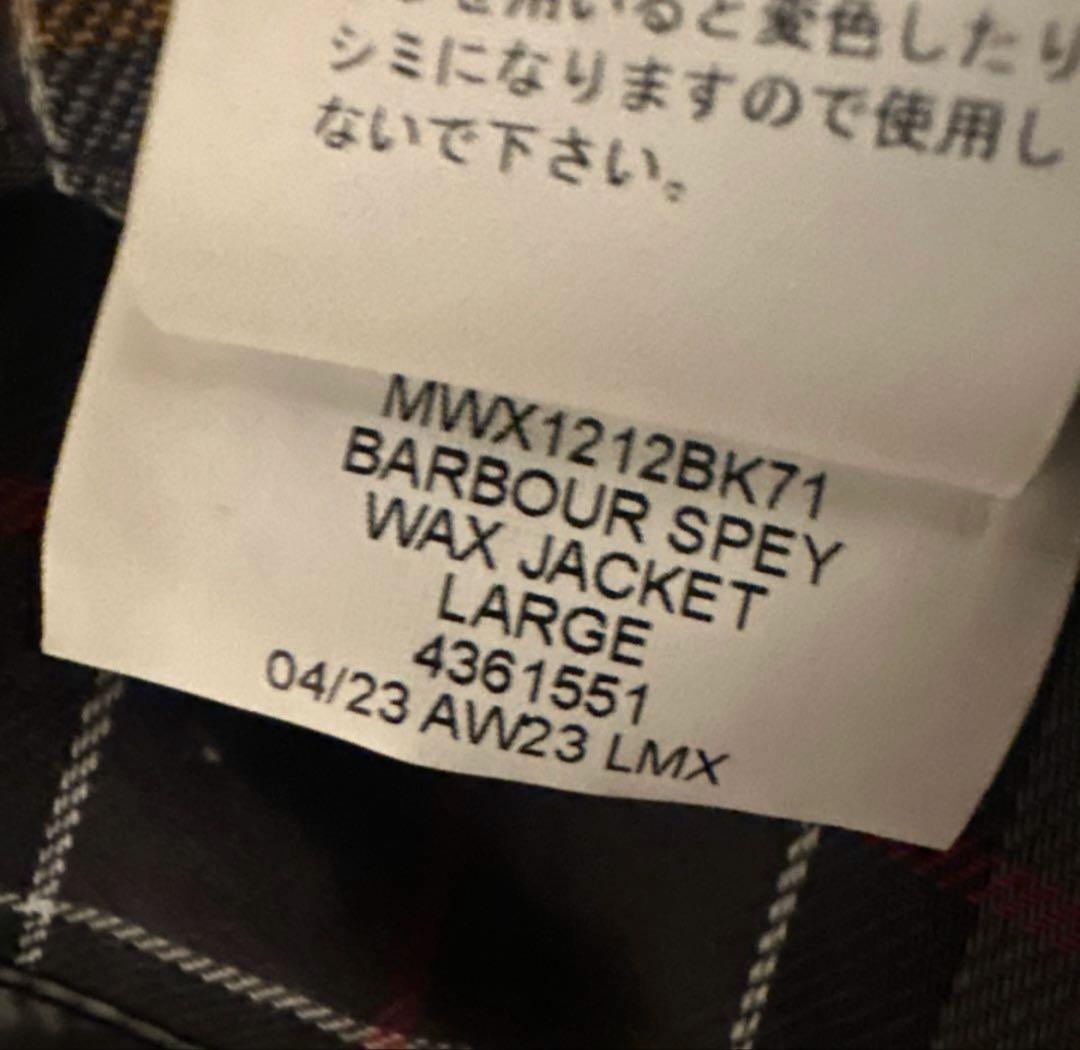 を用いると変色したり
シミになりますので使用し
ないで下さい。
MWX1212BK71
BARBOUR SPEY
WAX JACKET
LARGE
4361551
04/23 AW23 LMX